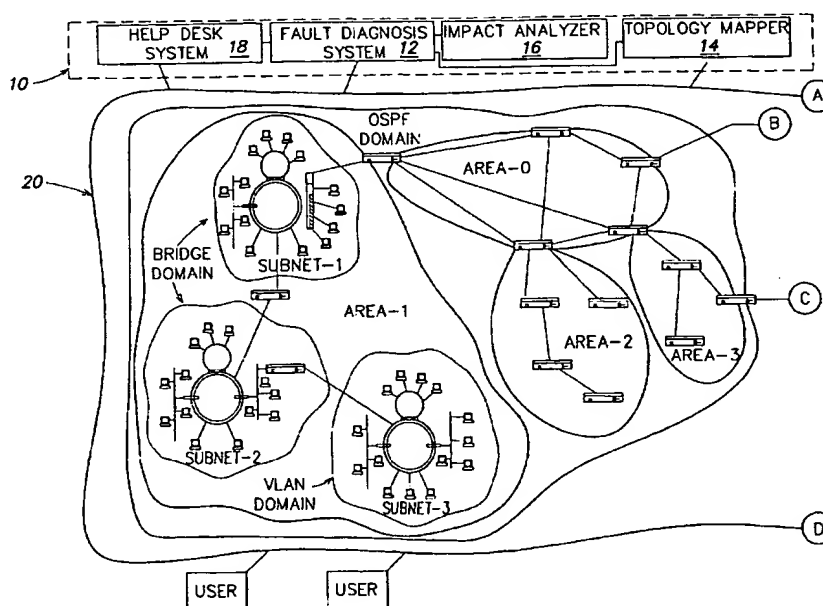 HELP DESK SYSTEM 18
FAULT DIAGNOSIS SYSTEM 12
IMPACT ANALYZER 16
TOPOLOGY MAPPER 14
10
A
OSPF DOMAIN
B
AREA-0
20
BRIDGE DOMAIN
SUBNET-1
AREA-1
C
AREA-2
AREA-3
SUBNET-2
VLAN DOMAIN
SUBNET-3
D
USER
USER